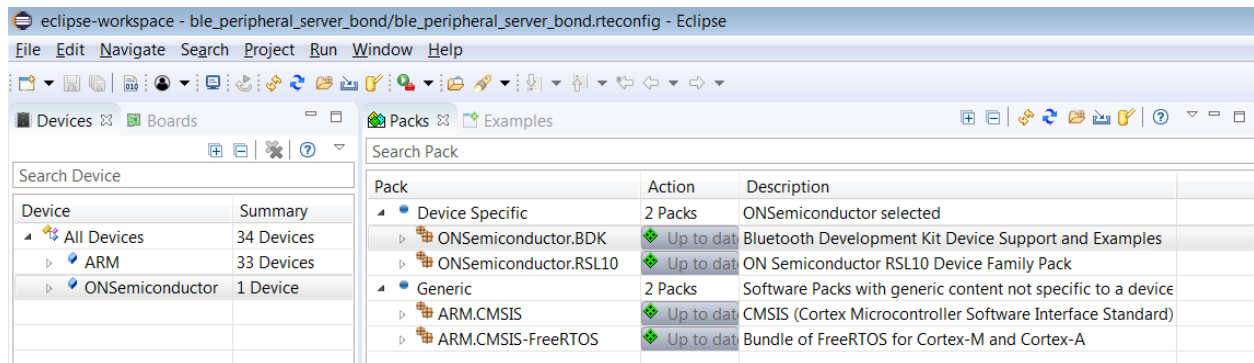 eclipse-workspace - ble_peripheral_server_bond/ble_peripheral_server_bond.rteconfig - Eclipse
File Edit Navigate Search Project Run Window Help
Devices Boards
Search Device
Device Summary
All Devices 34 Devices
ARM 33 Devices
ONSemiconductor 1 Device
Packs Examples
Search Pack
Pack Action Description
Device Specific 2 Packs ONSemiconductor selected
ONSemiconductor.BDK Up to dat Bluetooth Development Kit Device Support and Examples
ONSemiconductor.RSL10 Up to dat ON Semiconductor RSL10 Device Family Pack
Generic 2 Packs Software Packs with generic content not specific to a device
ARM.CMSIS Up to dat CMSIS (Cortex Microcontroller Software Interface Standard)
ARM.CMSIS-FreeRTOS Up to dat Bundle of FreeRTOS for Cortex-M and Cortex-A